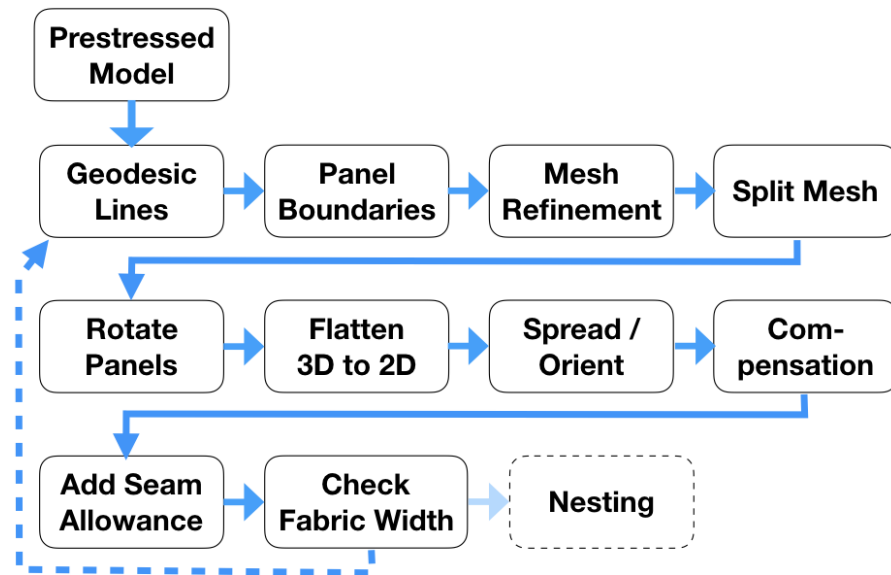 Prestressed
Model
Geodesic
Lines
Panel
Boundaries
Mesh
Refinement
Split Mesh
Rotate
Panels
Flatten
3D to 2D
Spread /
Orient
Com-
pensation
Add Seam
Allowance
Check
Fabric Width
Nesting